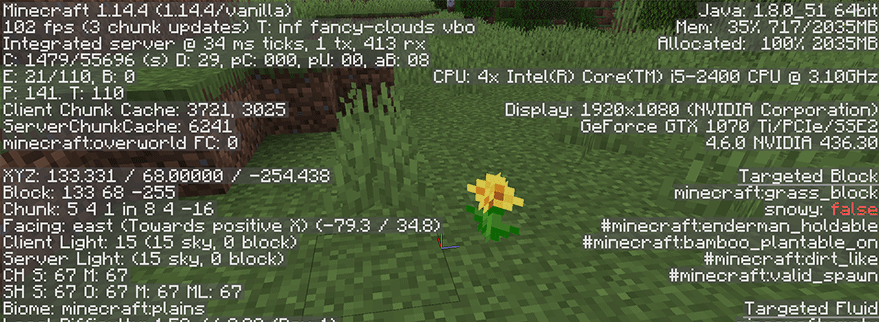 Minecraft 1.14.4 (1.14.4/vanilla)
102 fps (3 chunk updates) T: inf fancy-clouds vbo
Integrated server @ 34 ms ticks, 1 tx, 413 rx
C: 1479/55696 (s) D: 29, pC: 000, pU: 00, aB: 08
E: 21/110, B: 0
P: 141. T: 110
Client Chunk Cache: 3721, 3025
ServerChunkCache: 6241
minecraft:overworld FC: 0
XYZ: 133.331 / 68.00000 / -254.438
Block: 133 68 -255
Chunk: 5 4 1 in 8 4 -16
Facing: east (Towards positive X) (-79.3 / 34.8)
Client Light: 15 (15 sky, 0 block)
Server Light: (15 sky, 0 block)
CH S: 67 M: 67
SH S: 67 O: 67 M: 67 ML: 67
Biome: minecraft:plains
Java: 1.8.0_51 64bit
Mem: 35% 717/2035MB
Allocated: 100% 2035MB
CPU: 4x Intel(R) Core(TM) i5-2400 CPU @ 3.10GHz
Display: 1920x1080 (NVIDIA Corporation)
GeForce GTX 1070 Ti/PCIe/SSE2
4.6.0 NVIDIA 436.30
Targeted Block
minecraft:grass_block
snowy: false
#minecraft:enderman_holdable
#minecraft:bamboo_plantable_on
#minecraft:dirt_like
#minecraft:valid_spawn
Targeted Fluid